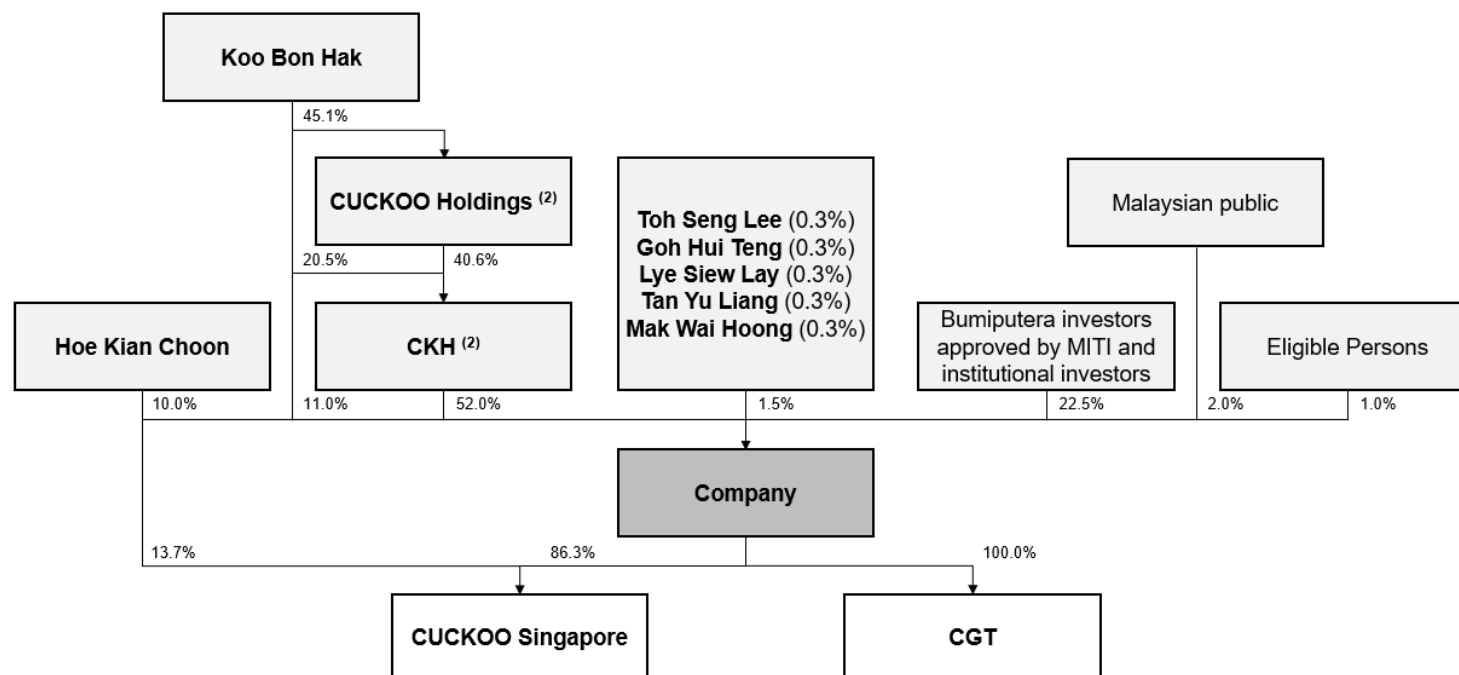 Koo Bon Hak
45.1%
CUCKOO Holdings (2)
Toh Seng Lee (0.3%)
Goh Hui Teng (0.3%)
Lye Siew Lay (0.3%)
Tan Yu Liang (0.3%)
Mak Wai Hoong (0.3%)
Malaysian public
20.5%
40.6%
Hoe Kian Choon
CKH (2)
Bumiputera investors
approved by MITI and
institutional investors
Eligible Persons
10.0%
11.0%
52.0%
1.5%
22.5%
2.0%
1.0%
Company
13.7%
86.3%
100.0%
CUCKOO Singapore
CGT